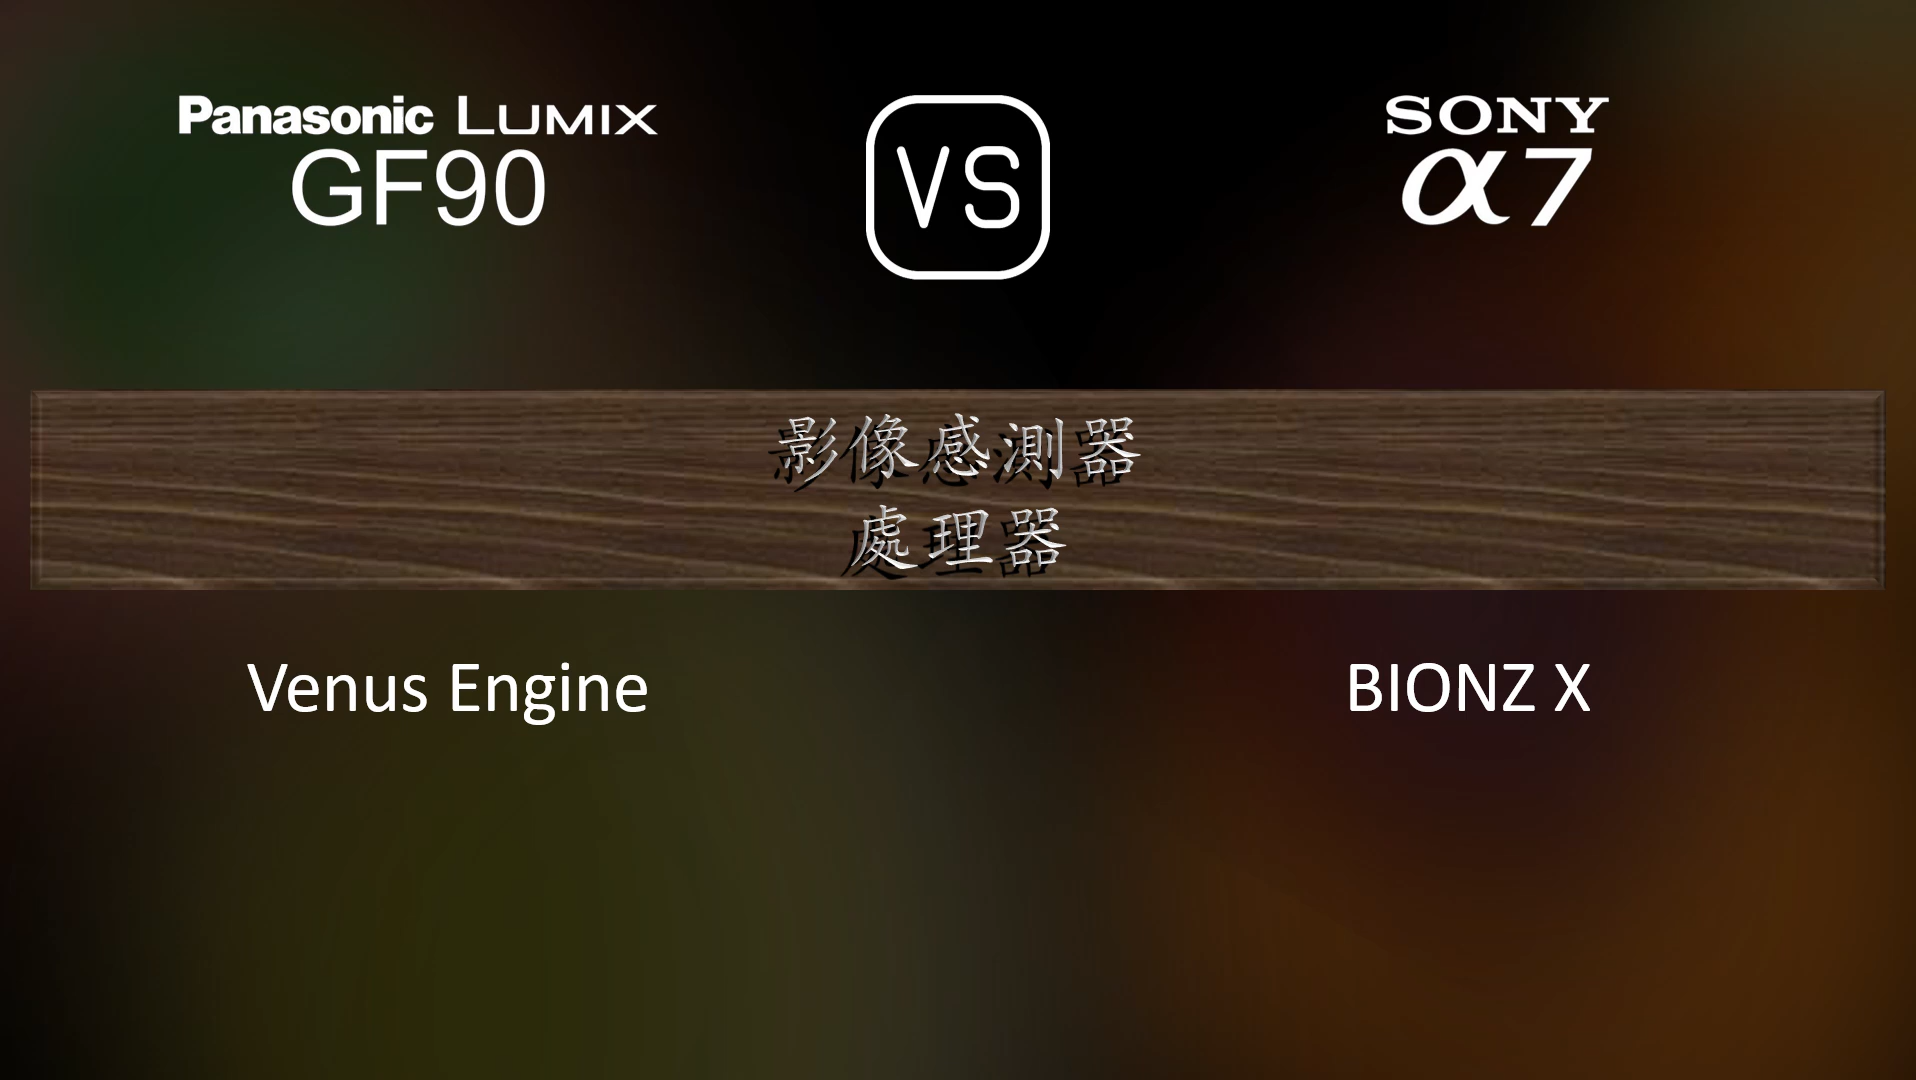 Panasonic LUMIX
GF90
VS
SONY
α7
影像感測器
處理器
Venus Engine
BIONZ X